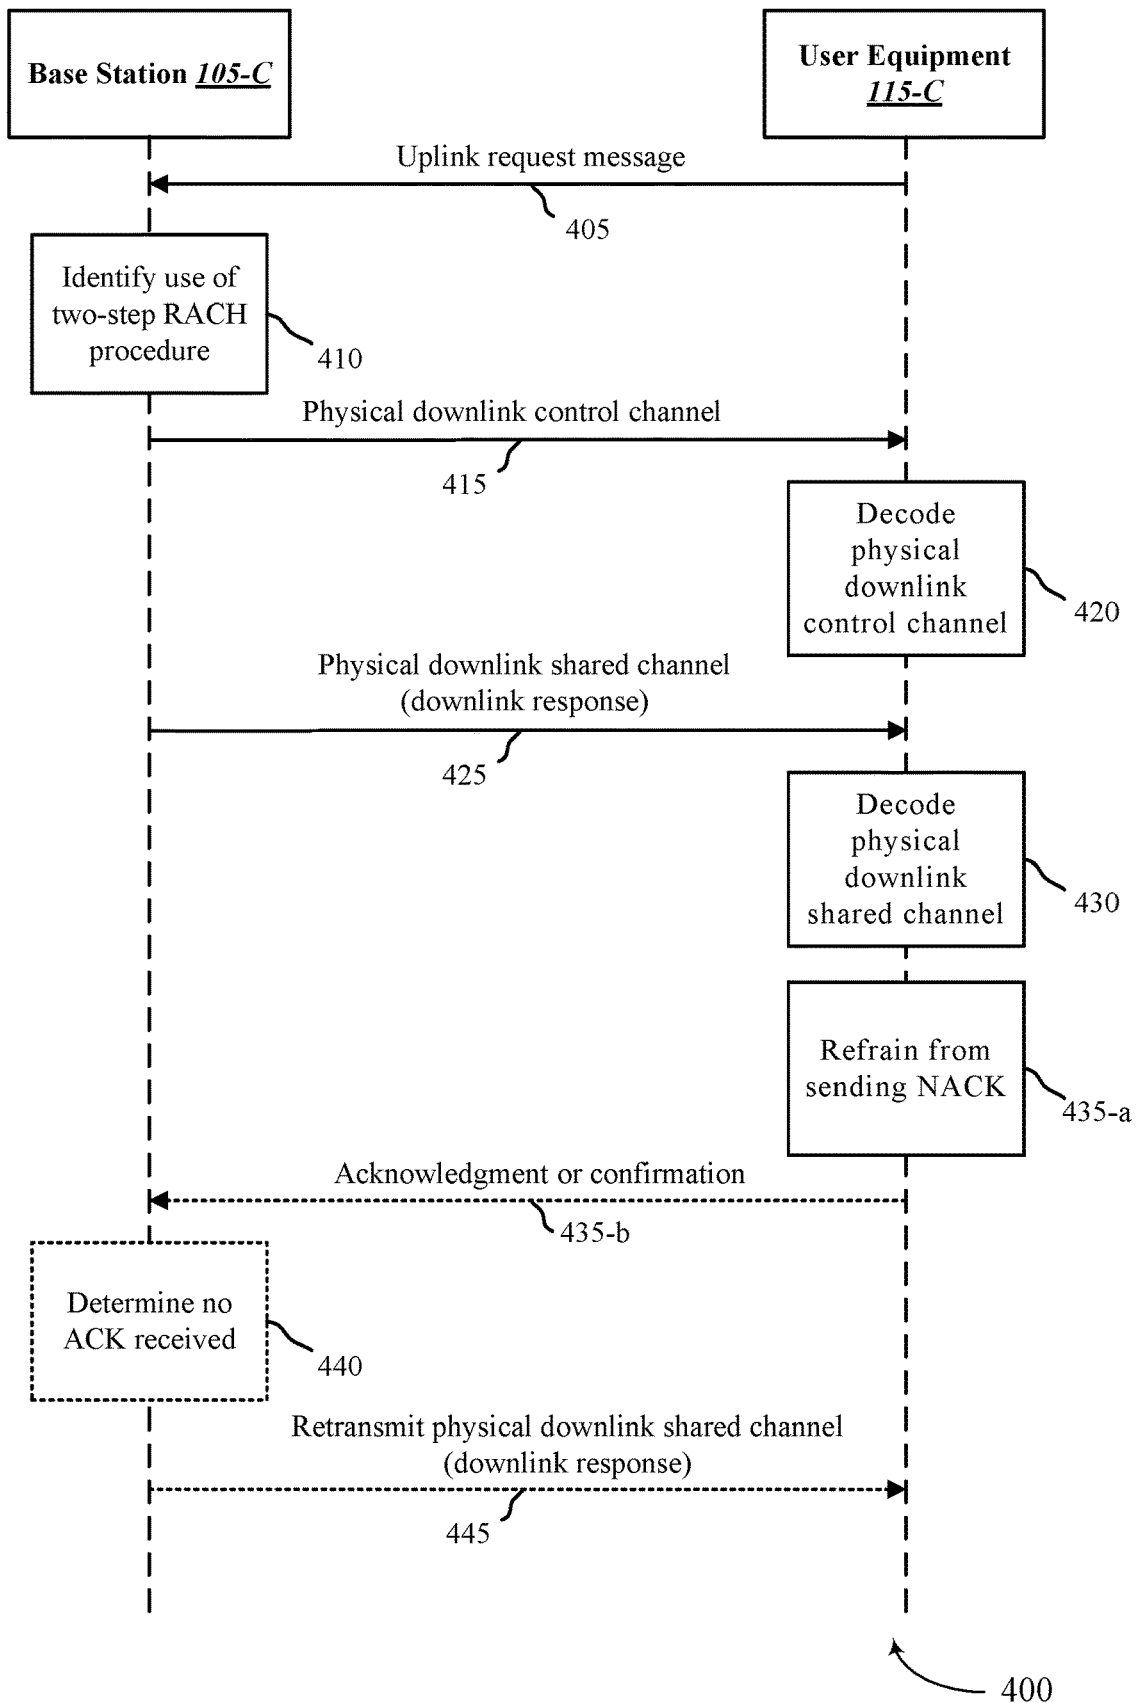 Base Station 105-C
User Equipment
115-C
Uplink request message
405
Identify use of
two-step RACH
procedure
410
Physical downlink control channel
415
Decode
physical
downlink
control channel
420
Physical downlink shared channel
(downlink response)
425
Decode
physical
downlink
shared channel
430
Refrain from
sending NACK
435-a
Acknowledgment or confirmation
435-b
Determine no
ACK received
440
Retransmit physical downlink shared channel
(downlink response)
445
400